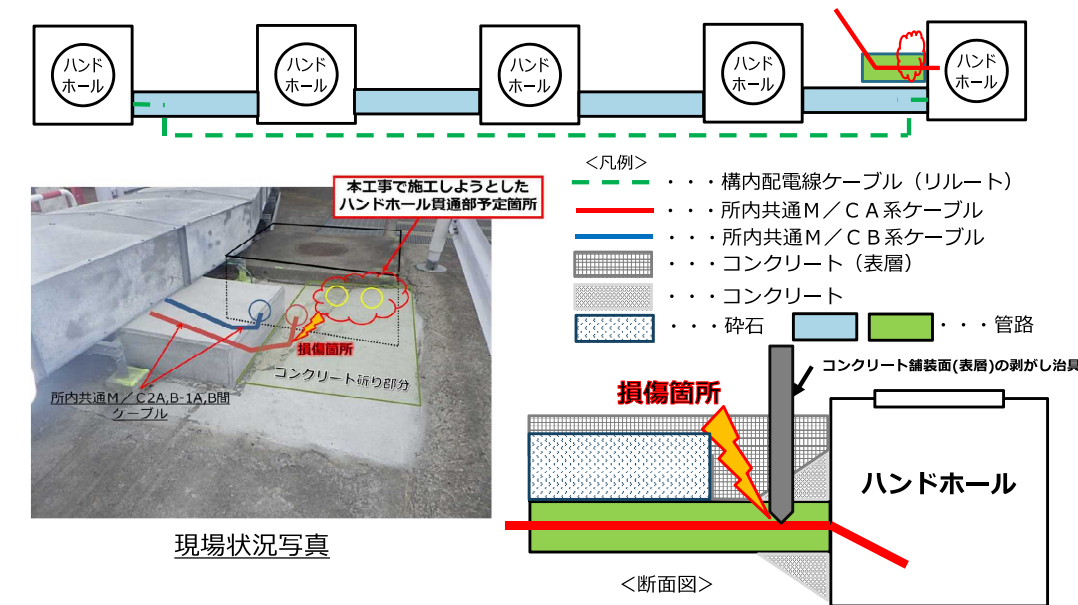 ハンド
ホール
ハンド
ホール
ハンド
ホール
ハンド
ホール
ハンド
ホール
<凡例>
・・・構内配電線ケーブル（リルート）
・・・所内共通Ｍ／ＣＡ系ケーブル
・・・所内共通Ｍ／ＣＢ系ケーブル
・・・コンクリート（表層）
・・・コンクリート
・・・砕石
・・・管路
本工事で施工しようとした
ハンドホール貫通部予定箇所
損傷箇所
コンクリート斫り部分
所内共通Ｍ／Ｃ2A,B-1A,B間
ケーブル
現場状況写真
コンクリート舗装面(表層)の剥がし治具
損傷箇所
ハンドホール
<断面図>